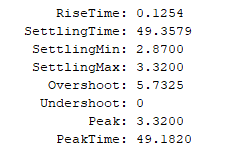 RiseTime: 0.1254
SettlingTime: 49.3579
SettlingMin: 2.8700
SettlingMax: 3.3200
Overshoot: 5.7325
Undershoot: 0
Peak: 3.3200
PeakTime: 49.1820